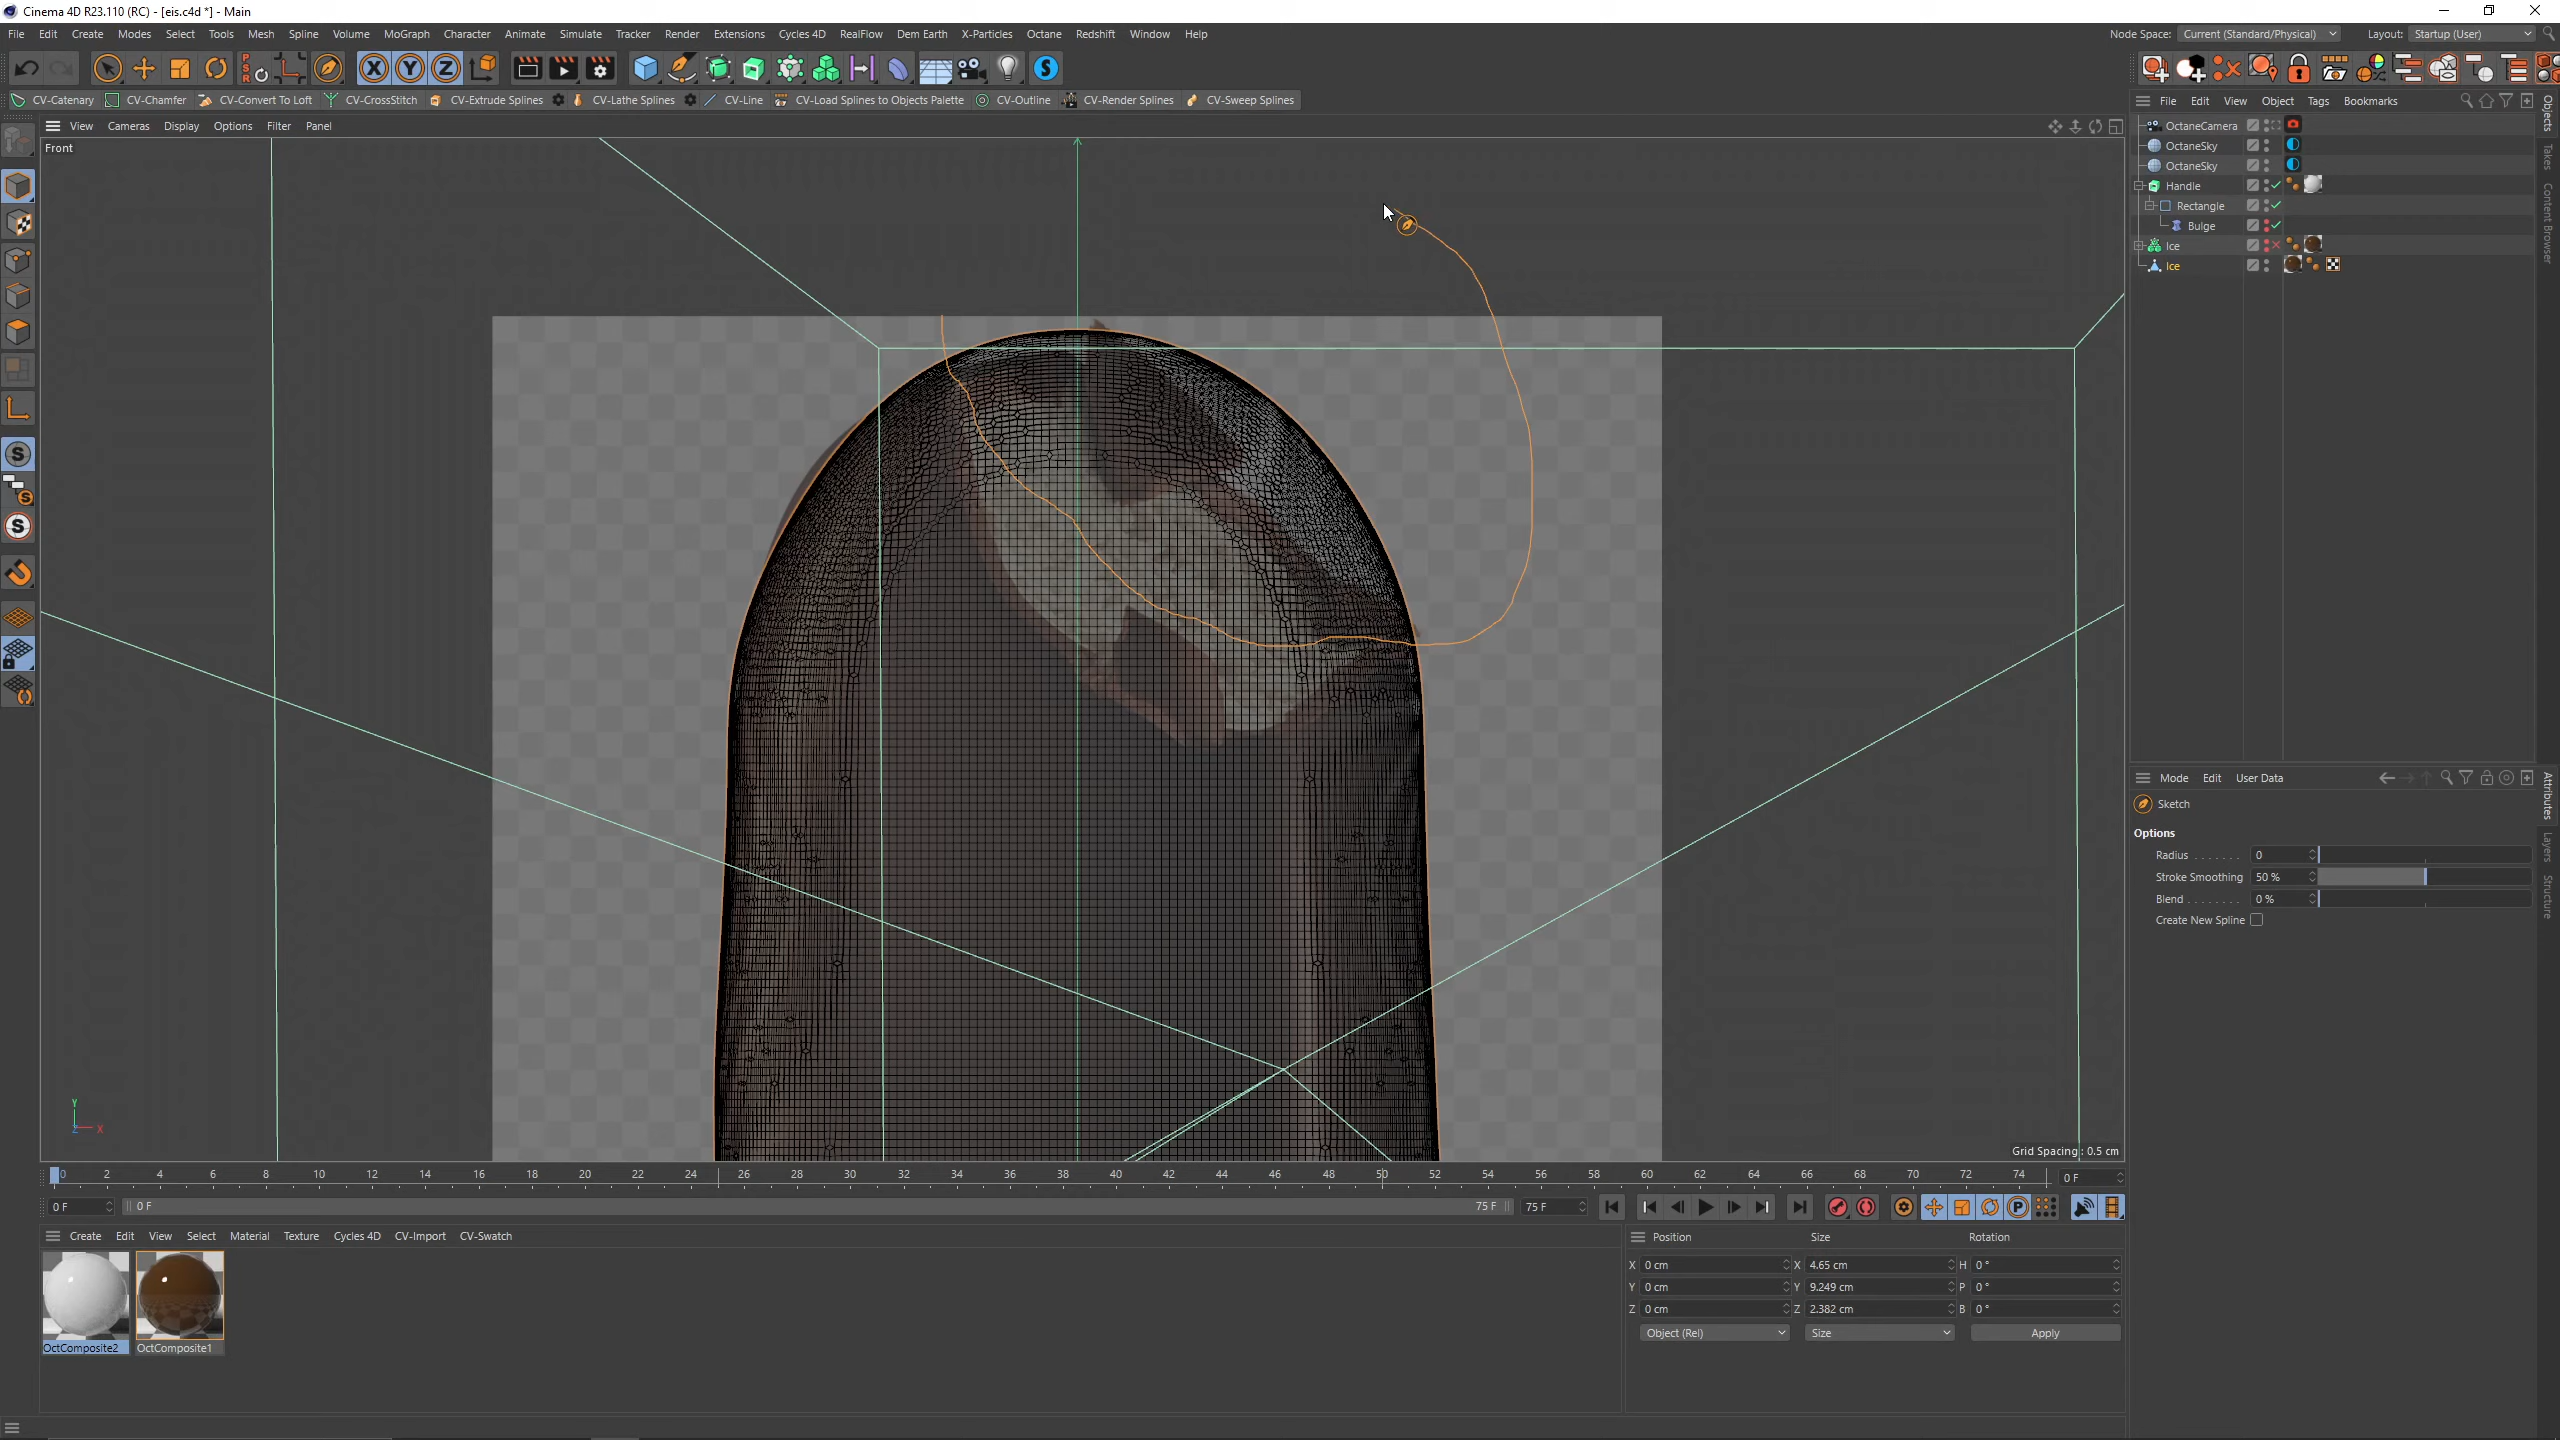 Cinema 4D R23.110 (RC) - [eis.c4d *] - Main
File Edit Create Modes Select Tools Mesh Spline Volume MoGraph Character Animate Simulate Tracker Render Extensions Cycles 4D RealFlow Dem Earth X-Particles Octane Redshift Window Help Node Space: Current (Standard/Physical) Layout: Startup (User)
PSR X Y Z S
CV-Catenary CV-Chamfer CV-Convert To Loft CV-CrossStitch CV-Extrude Splines CV-Lathe Splines CV-Line CV-Load Splines to Objects Palette CV-Outline CV-Render Splines CV-Sweep Splines
File Edit View Object Tags Bookmarks
View Cameras Display Options Filter Panel
Front
OctaneCamera
OctaneSky
OctaneSky
Handle
Rectangle
Bulge
Ice
Ice
Objects
Takes
Content Browser
S
S
S
Mode Edit User Data
Sketch
Options
Radius . . . . . . . 0
Stroke Smoothing 50 %
Blend . . . . . . . . 0 %
Create New Spline
Attributes
Layers
Structure
Y
Z X
Grid Spacing : 0.5 cm
0 2 4 6 8 10 12 14 16 18 20 22 24 26 28 30 32 34 36 38 40 42 44 46 48 50 52 54 56 58 60 62 64 66 68 70 72 74 0 F
0 F 0 F 75 F 75 F P
Create Edit View Select Material Texture Cycles 4D CV-Import CV-Swatch
OctComposite2 OctComposite1
Position Size Rotation
X 0 cm X 4.65 cm H 0 °
Y 0 cm Y 9.249 cm P 0 °
Z 0 cm Z 2.382 cm B 0 °
Object (Rel) Size Apply